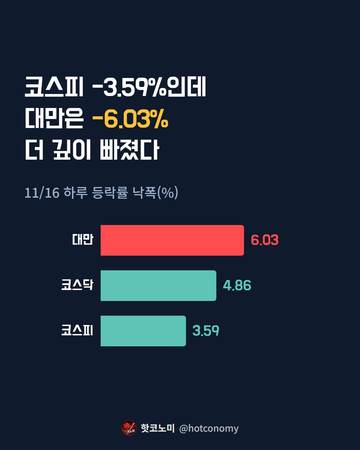 코스피 -3.59%인데
대만은 -6.03%
더 깊이 빠졌다
11/16 하루 등락률 낙폭(%)
대만 6.03
코스닥 4.86
코스피 3.59
핫코노미 @hotconomy